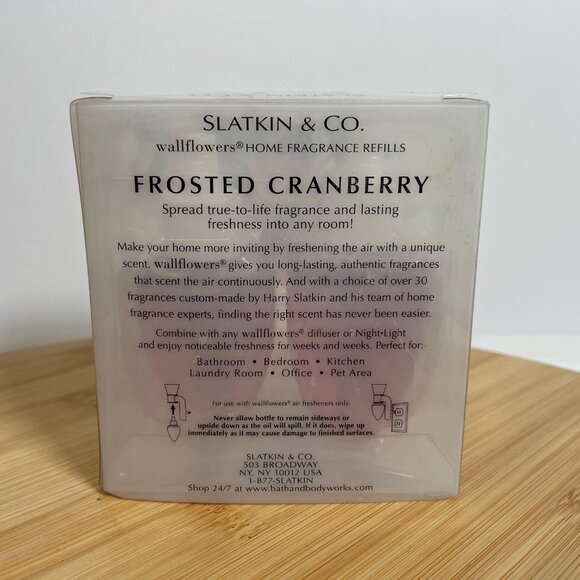 SLATKIN & CO.
wallflowers® HOME FRAGRANCE REFILLS
FROSTED CRANBERRY
Spread true-to-life fragrance and lasting
freshness into any room!
Make your home more inviting by freshening the air with a unique
scent. wallflowers® gives you long-lasting, authentic fragrances
that scent the air continuously. And with a choice of over 30
fragrances custom-made by Harry Slatkin and his team of home
fragrance experts, finding the right scent has never been easier.
Combine with any wallflowers® diffuser or Night•Light
and enjoy noticeable freshness for weeks and weeks. Perfect for:
Bathroom • Bedroom • Kitchen
Laundry Room • Office • Pet Area
For use with wallflowers® air fresheners only.
Never allow bottle to remain sideways or
upside down as the oil will spill. If it does, wipe up
immediately as it may cause damage to finished surfaces.
SLATKIN & CO.
503 BROADWAY
NY, NY 10012 USA
1-877-SLATKIN
Shop 24/7 at www.bathandbodyworks.com